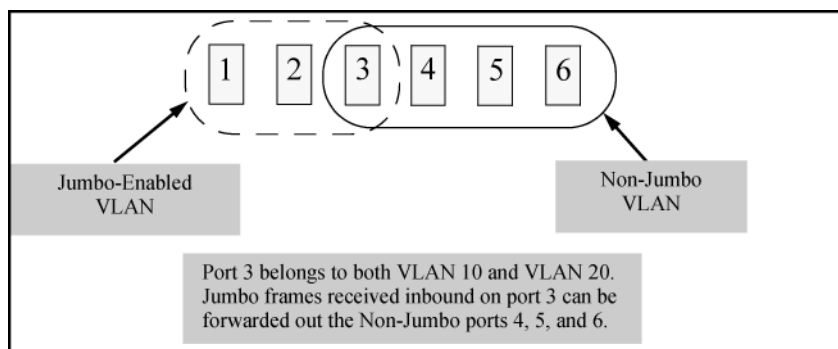 1 2 3 4 5 6
Jumbo-Enabled
VLAN
Non-Jumbo
VLAN
Port 3 belongs to both VLAN 10 and VLAN 20.
Jumbo frames received inbound on port 3 can be
forwarded out the Non-Jumbo ports 4, 5, and 6.